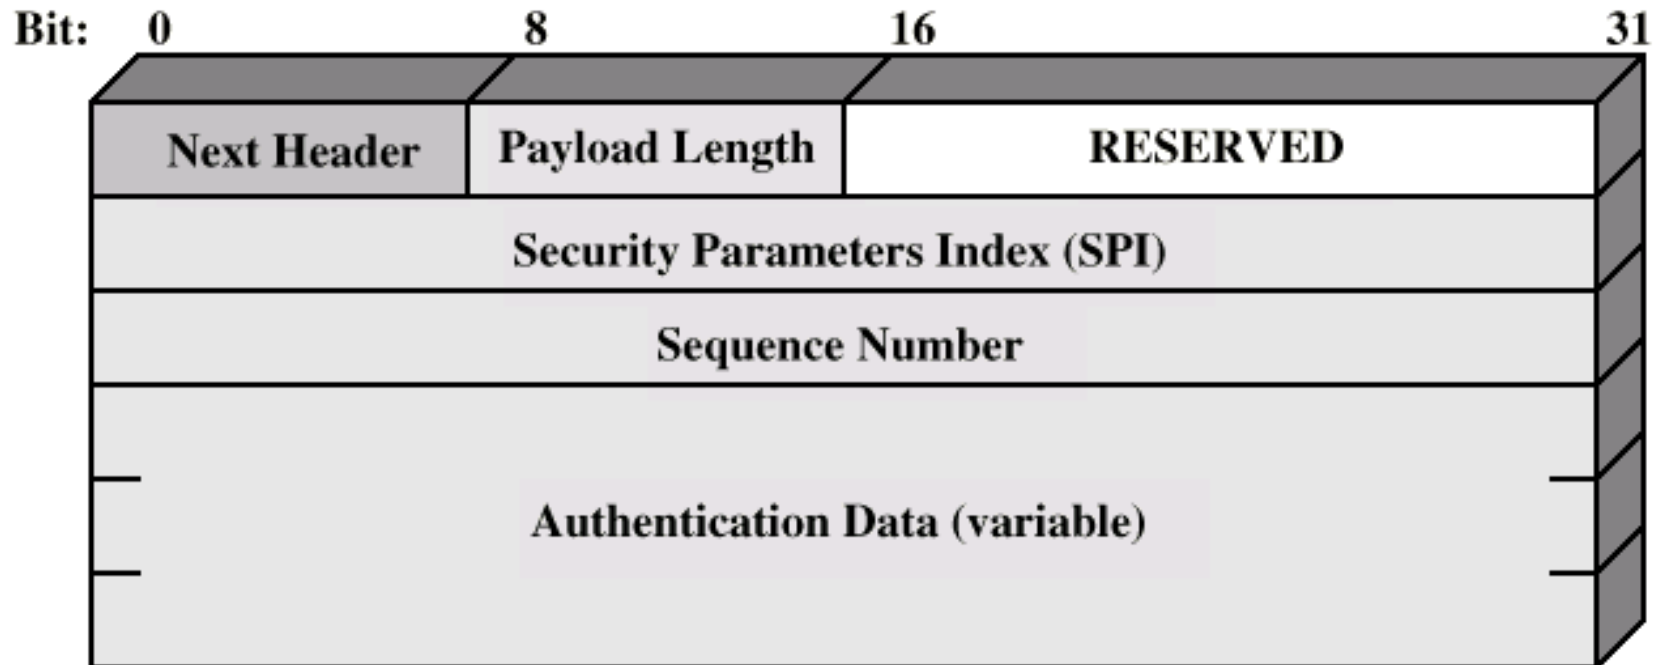 Bit: 0 8 16 31
Next Header Payload Length RESERVED
Security Parameters Index (SPI)
Sequence Number
Authentication Data (variable)